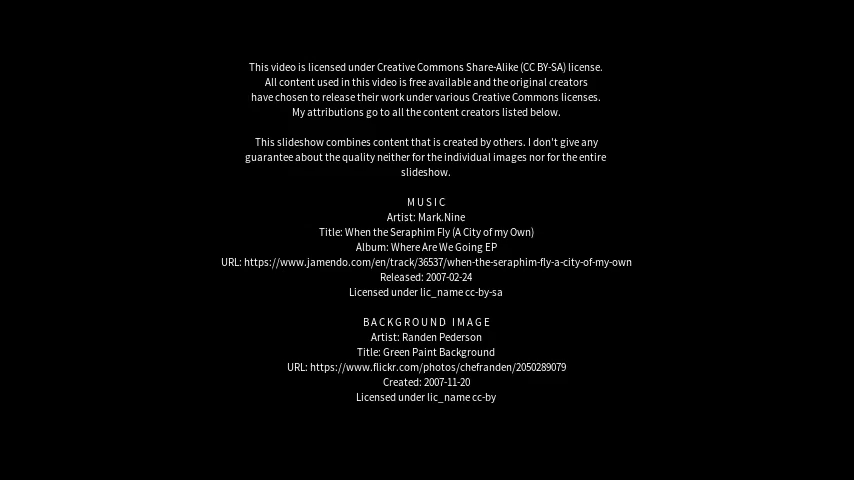 This video is licensed under Creative Commons Share-Alike (CC BY-SA) license.
All content used in this video is free available and the original creators
have chosen to release their work under various Creative Commons licenses.
My attributions go to all the content creators listed below.
This slideshow combines content that is created by others. I don't give any
guarantee about the quality neither for the individual images nor for the entire
slideshow.
MUSIC
Artist: Mark.Nine
Title: When the Seraphim Fly (A City of my Own)
Album: Where Are We Going EP
URL: https://www.jamendo.com/en/track/36537/when-the-seraphim-fly-a-city-of-my-own
Released: 2007-02-24
Licensed under lic_name cc-by-sa
BACKGROUND IMAGE
Artist: Randen Pederson
Title: Green Paint Background
URL: https://www.flickr.com/photos/chefranden/2050289079
Created: 2007-11-20
Licensed under lic_name cc-by